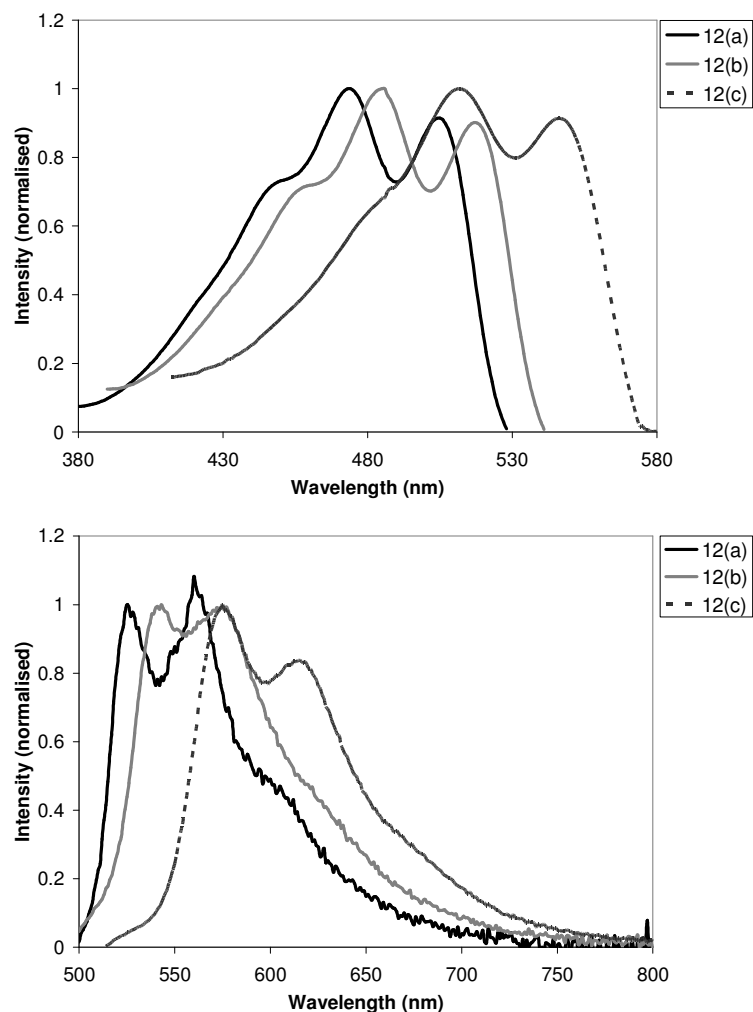 1.2
1
0.8
0.6
0.4
0.2
0
Intensity (normalised)
380 430 480 530 580
Wavelength (nm)
12(a)
12(b)
12(c)
1.2
1
0.8
0.6
0.4
0.2
0
Intensity (normalised)
500 550 600 650 700 750 800
Wavelength (nm)
12(a)
12(b)
12(c)